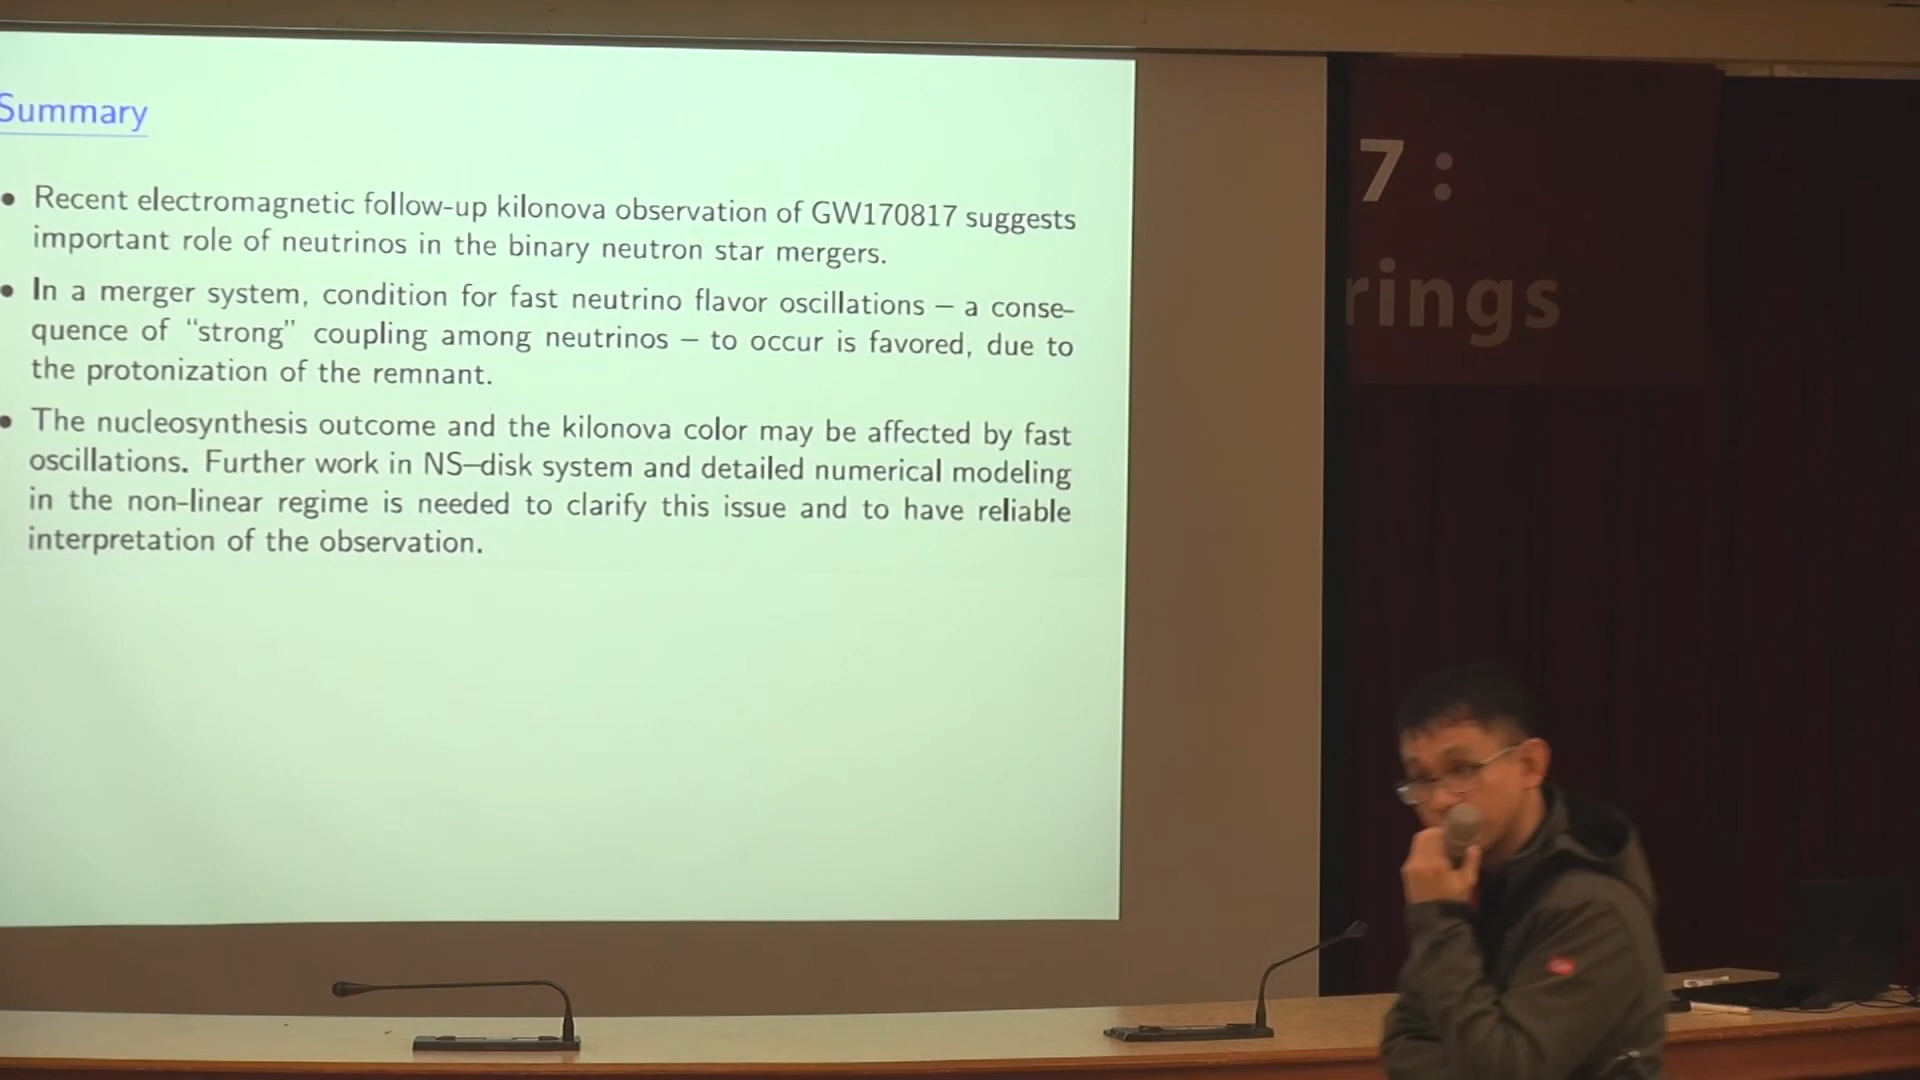 Summary
• Recent electromagnetic follow-up kilonova observation of GW170817 suggests
important role of neutrinos in the binary neutron star mergers.
• In a merger system, condition for fast neutrino flavor oscillations – a conse-
quence of “strong” coupling among neutrinos – to occur is favored, due to
the protonization of the remnant.
• The nucleosynthesis outcome and the kilonova color may be affected by fast
oscillations. Further work in NS–disk system and detailed numerical modeling
in the non-linear regime is needed to clarify this issue and to have reliable
interpretation of the observation.
7 :
rings